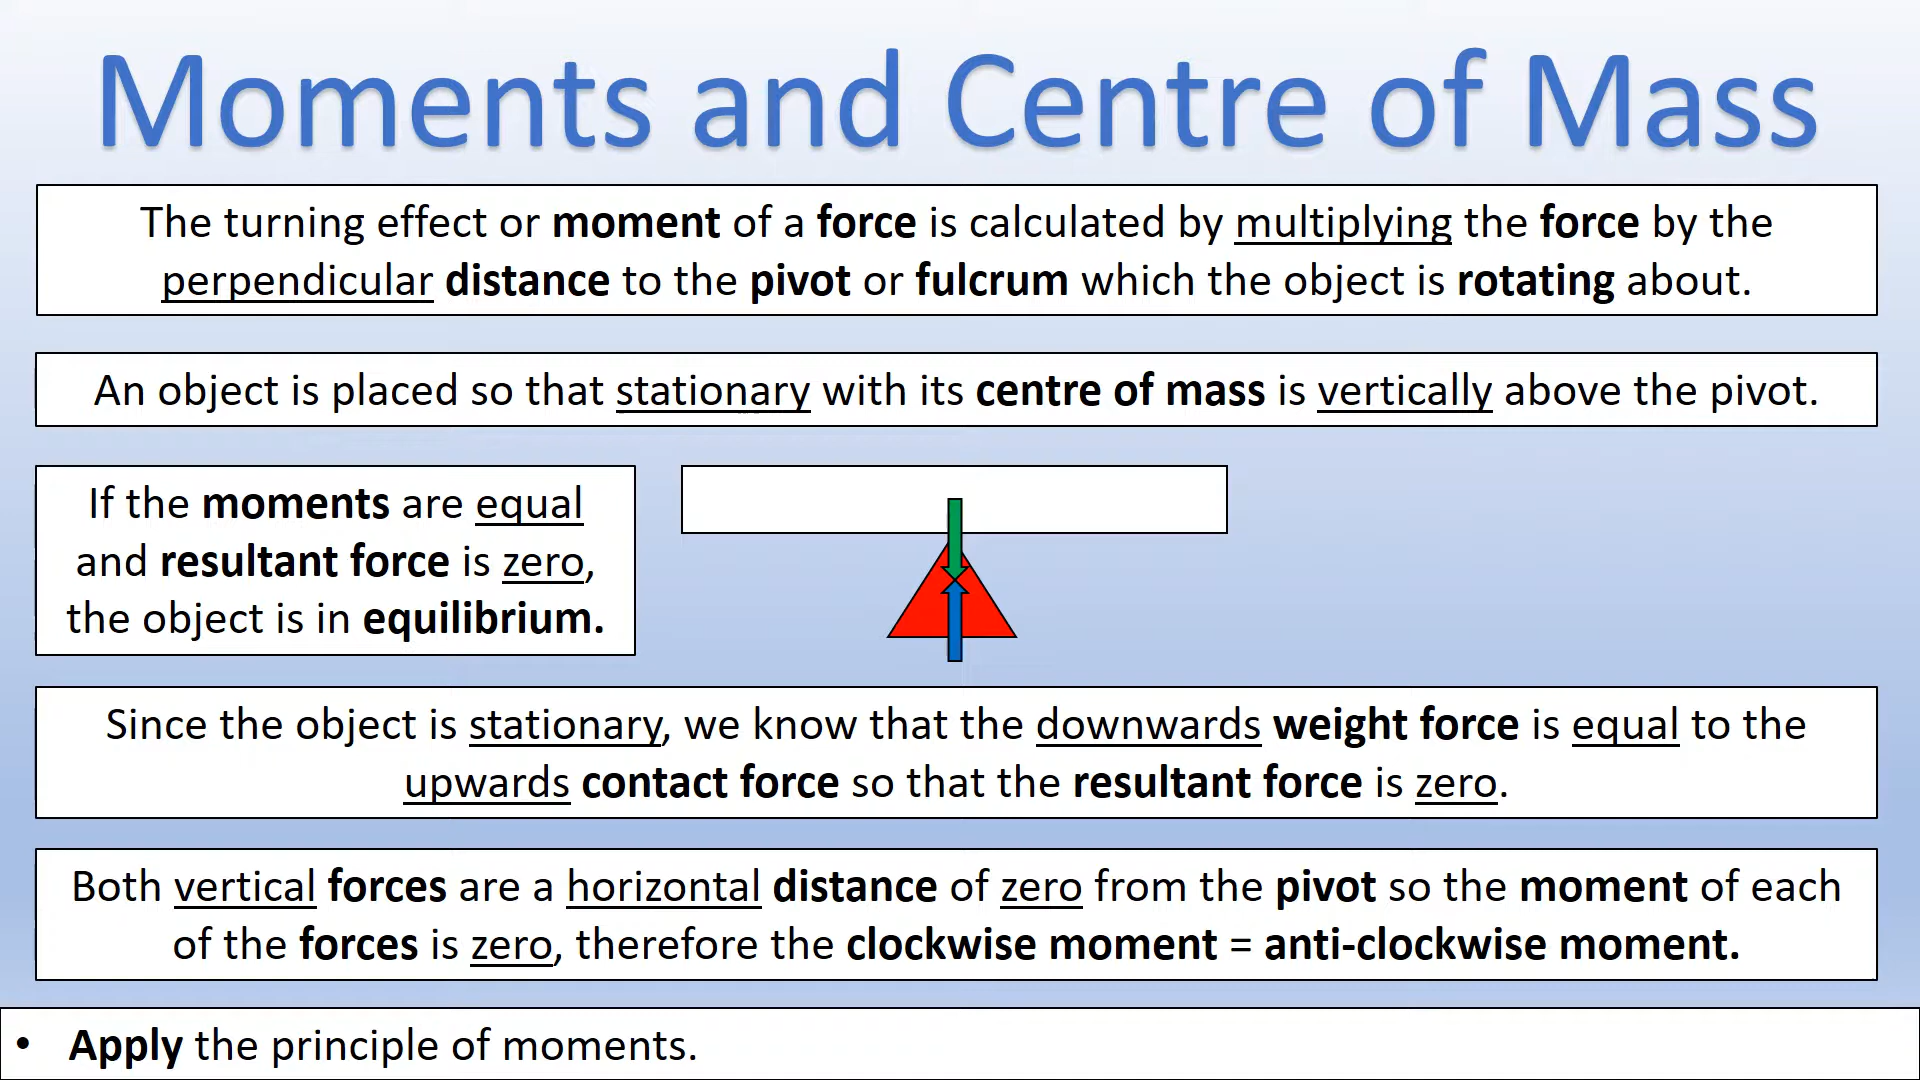 Moments and Centre of Mass
The turning effect or moment of a force is calculated by multiplying the force by the
perpendicular distance to the pivot or fulcrum which the object is rotating about.
An object is placed so that stationary with its centre of mass is vertically above the pivot.
If the moments are equal
and resultant force is zero,
the object is in equilibrium.
Since the object is stationary, we know that the downwards weight force is equal to the
upwards contact force so that the resultant force is zero.
Both vertical forces are a horizontal distance of zero from the pivot so the moment of each
of the forces is zero, therefore the clockwise moment = anti-clockwise moment.
• Apply the principle of moments.